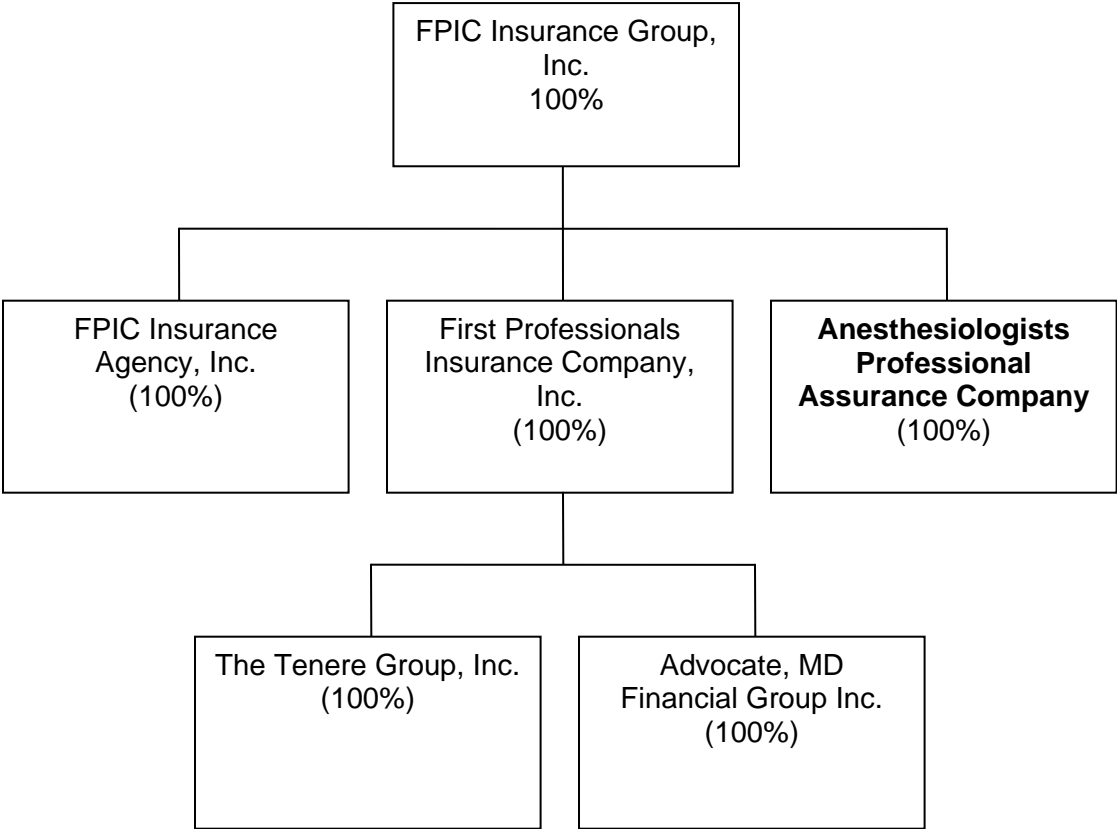 FPIC Insurance Group,
Inc.
100%
FPIC Insurance
Agency, Inc.
(100%)
First Professionals
Insurance Company,
Inc.
(100%)
Anesthesiologists
Professional
Assurance Company
(100%)
The Tenere Group, Inc.
(100%)
Advocate, MD
Financial Group Inc.
(100%)